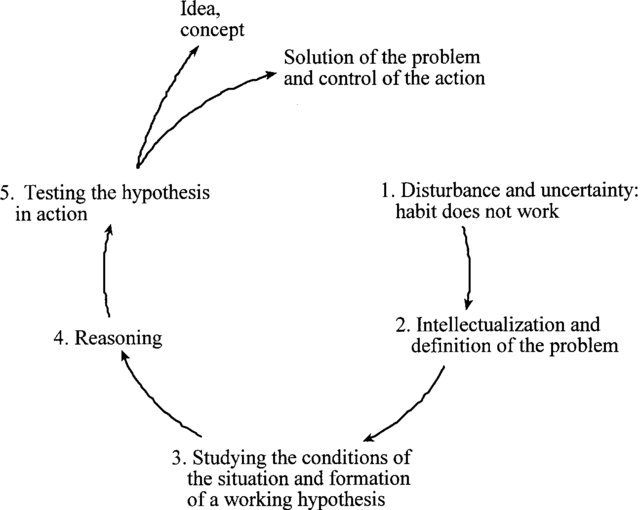 Idea,
concept
Solution of the problem
and control of the action
1. Disturbance and uncertainty:
habit does not work
2. Intellectualization and
definition of the problem
3. Studying the conditions of
the situation and formation
of a working hypothesis
4. Reasoning
5. Testing the hypothesis
in action